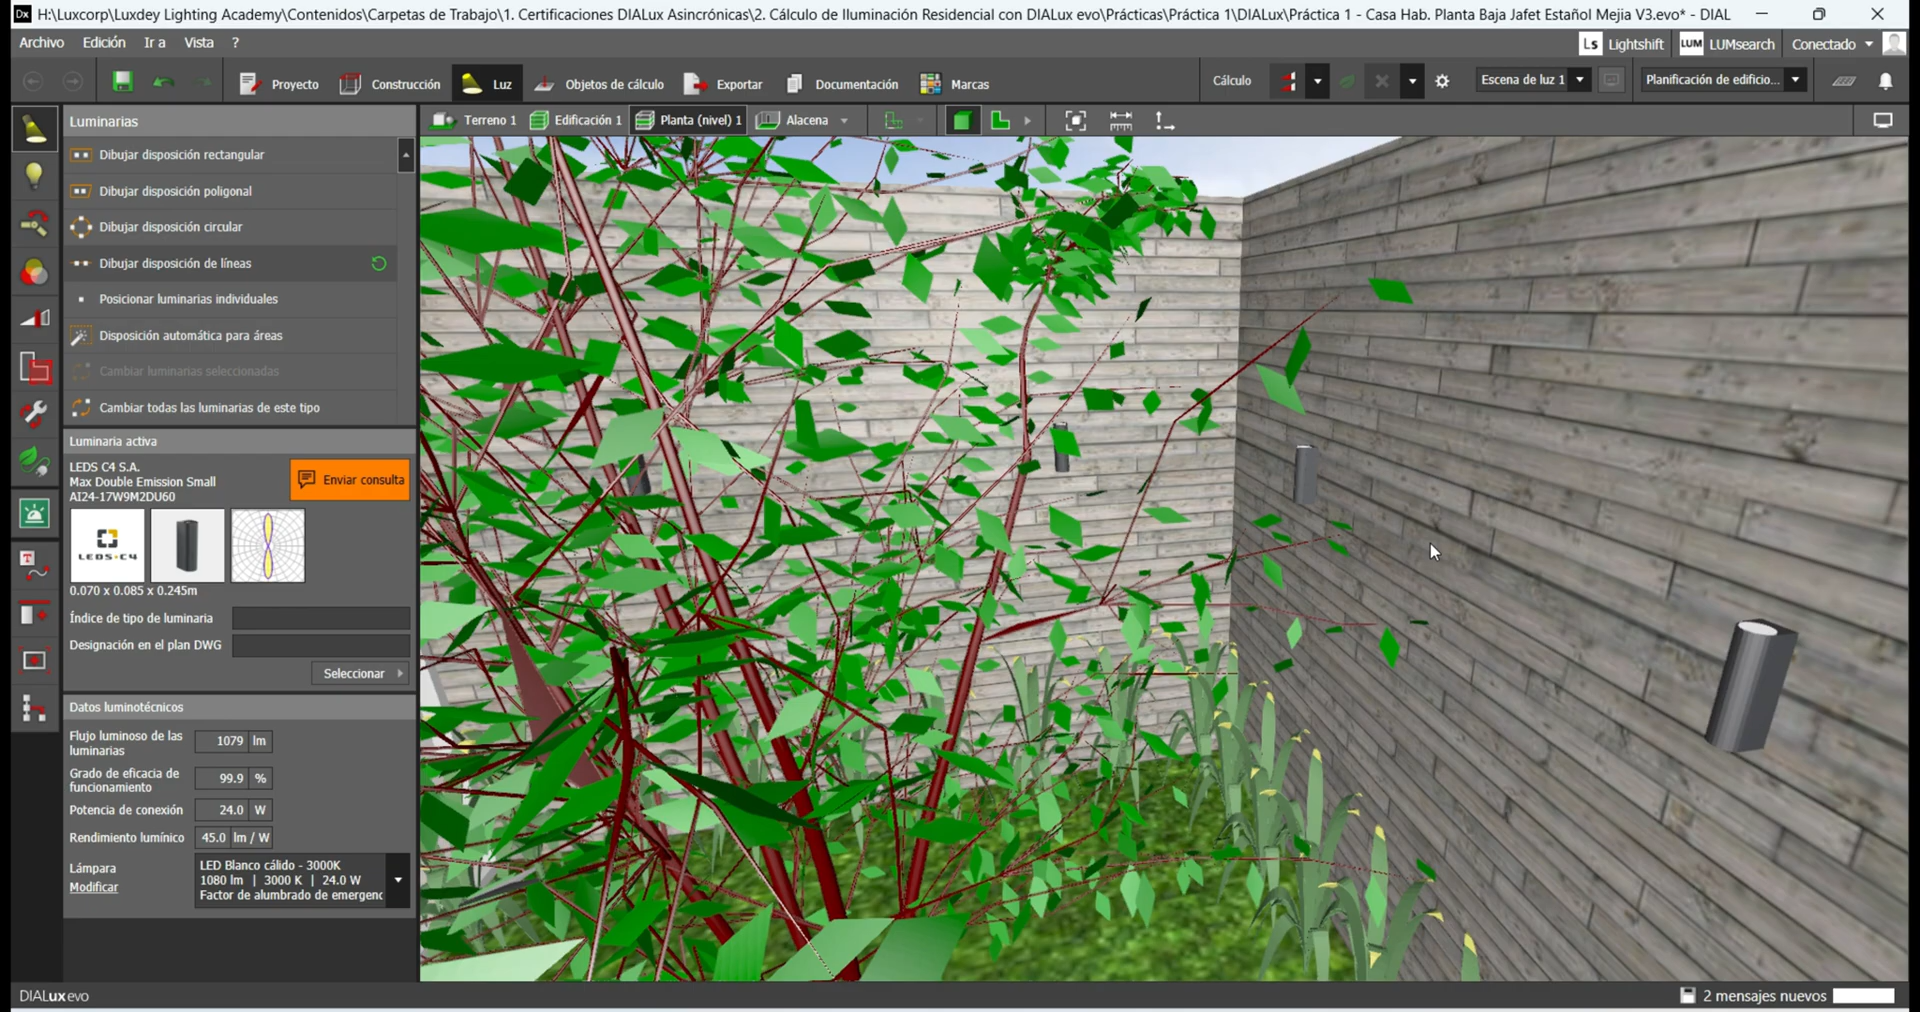 H:\Luxcorp\Luxdey Lighting Academy\Contenidos\Carpetas de Trabajo\1. Certificaciones DIALux Asincrónicas\2. Cálculo de Iluminación Residencial con DIALux evo\Prácticas\Práctica 1\DIALux\Práctica 1 - Casa Hab. Planta Baja Jafet Estañol Mejia V3.evo* - DIAL
Archivo Edición Ir a Vista ?
Ls Lightshift LUM LUMsearch Conectado
Proyecto Construcción Luz Objetos de cálculo Exportar Documentación Marcas Cálculo Escena de luz 1 Planificación de edificio...
Luminarias
Terreno 1 Edificación 1 Planta (nivel) 1 Alacena
Dibujar disposición rectangular
Dibujar disposición poligonal
Dibujar disposición circular
Dibujar disposición de líneas
Posicionar luminarias individuales
Disposición automática para áreas
Cambiar luminarias seleccionadas
Cambiar todas las luminarias de este tipo
Luminaria activa
LEDS C4 S.A.
Max Double Emission Small
AI24-17W9M2DU60
Enviar consulta
LEDS·C4
0.070 x 0.085 x 0.245m
Índice de tipo de luminaria
Designación en el plan DWG
Seleccionar
Datos luminotécnicos
Flujo luminoso de las luminarias 1079 lm
Grado de eficacia de funcionamiento 99.9 %
Potencia de conexión 24.0 W
Rendimiento lumínico 45.0 lm / W
Lámpara
Modificar
LED Blanco cálido - 3000K
1080 lm | 3000 K | 24.0 W
Factor de alumbrado de emergenc
DIALux evo
2 mensajes nuevos